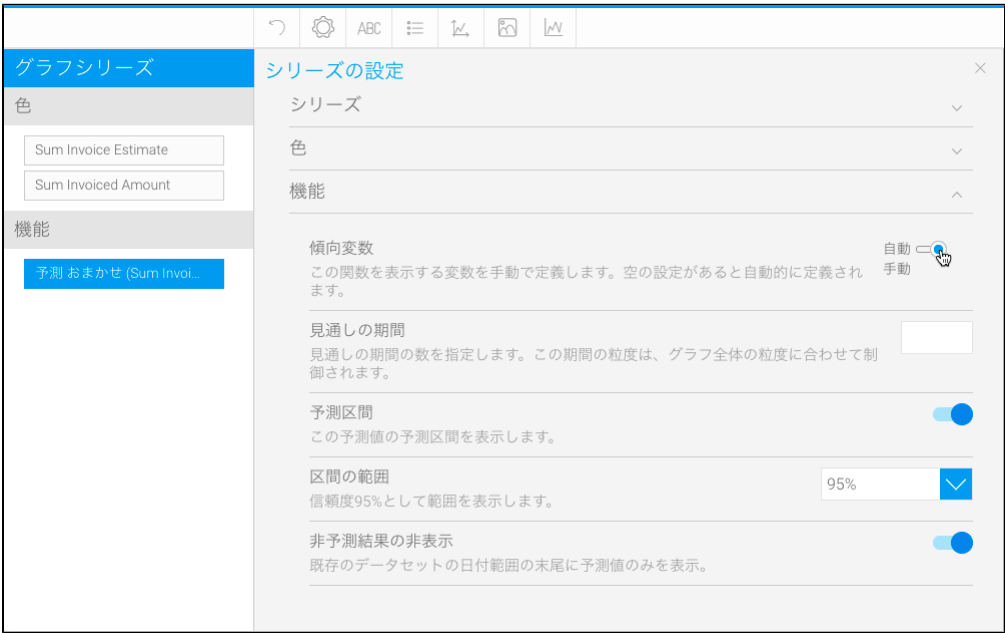 ABC
グラフシリーズ
色
Sum Invoice Estimate
Sum Invoiced Amount
機能
予測 おまかせ (Sum Invoi...
シリーズの設定
シリーズ
色
機能
傾向変数
この関数を表示する変数を手動で定義します。空の設定があると自動的に定義され
ます。
自動
手動
見通しの期間
見通しの期間の数を指定します。この期間の粒度は、グラフ全体の粒度に合わせて制
御されます。
予測区間
この予測値の予測区間を表示します。
区間の範囲
信頼度95%として範囲を表示します。
95%
非予測結果の非表示
既存のデータセットの日付範囲の末尾に予測値のみを表示。